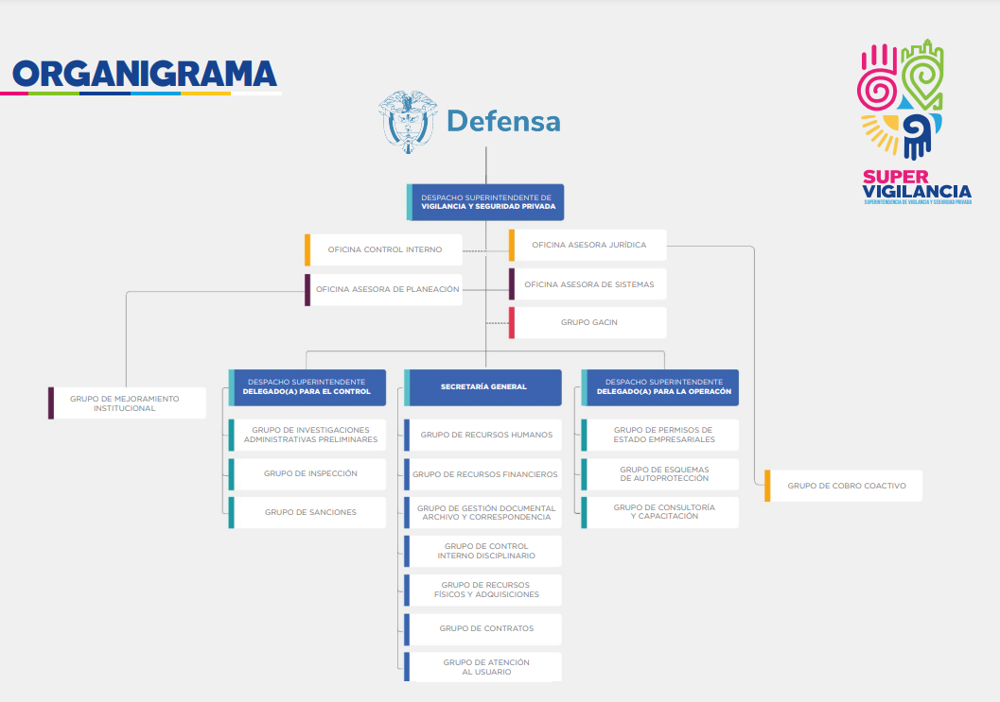 ORGANIGRAMA
Defensa
SUPER
VIGILANCIA
SUPERINTENDENCIA DE VIGILANCIA Y SEGURIDAD PRIVADA
DESPACHO SUPERINTENDENTE DE
VIGILANCIA Y SEGURIDAD PRIVADA
OFICINA CONTROL INTERNO
OFICINA ASESORA JURÍDICA
OFICINA ASESORA DE PLANEACIÓN
OFICINA ASESORA DE SISTEMAS
GRUPO GACIN
GRUPO DE MEJORAMIENTO
INSTITUCIONAL
DESPACHO SUPERINTENDENTE
DELEGADO(A) PARA EL CONTROL
GRUPO DE INVESTIGACIONES
ADMINISTRATIVAS PRELIMINARES
GRUPO DE INSPECCIÓN
GRUPO DE SANCIONES
SECRETARÍA GENERAL
GRUPO DE RECURSOS HUMANOS
GRUPO DE RECURSOS FINANCIEROS
GRUPO DE GESTIÓN DOCUMENTAL
ARCHIVO Y CORRESPONDENCIA
GRUPO DE CONTROL
INTERNO DISCIPLINARIO
GRUPO DE RECURSOS
FÍSICOS Y ADQUISICIONES
GRUPO DE CONTRATOS
GRUPO DE ATENCIÓN
AL USUARIO
DESPACHO SUPERINTENDENTE
DELEGADO(A) PARA LA OPERACÓN
GRUPO DE PERMISOS DE
ESTADO EMPRESARIALES
GRUPO DE ESQUEMAS
DE AUTOPROTECCIÓN
GRUPO DE CONSULTORÍA
Y CAPACITACIÓN
GRUPO DE COBRO COACTIVO